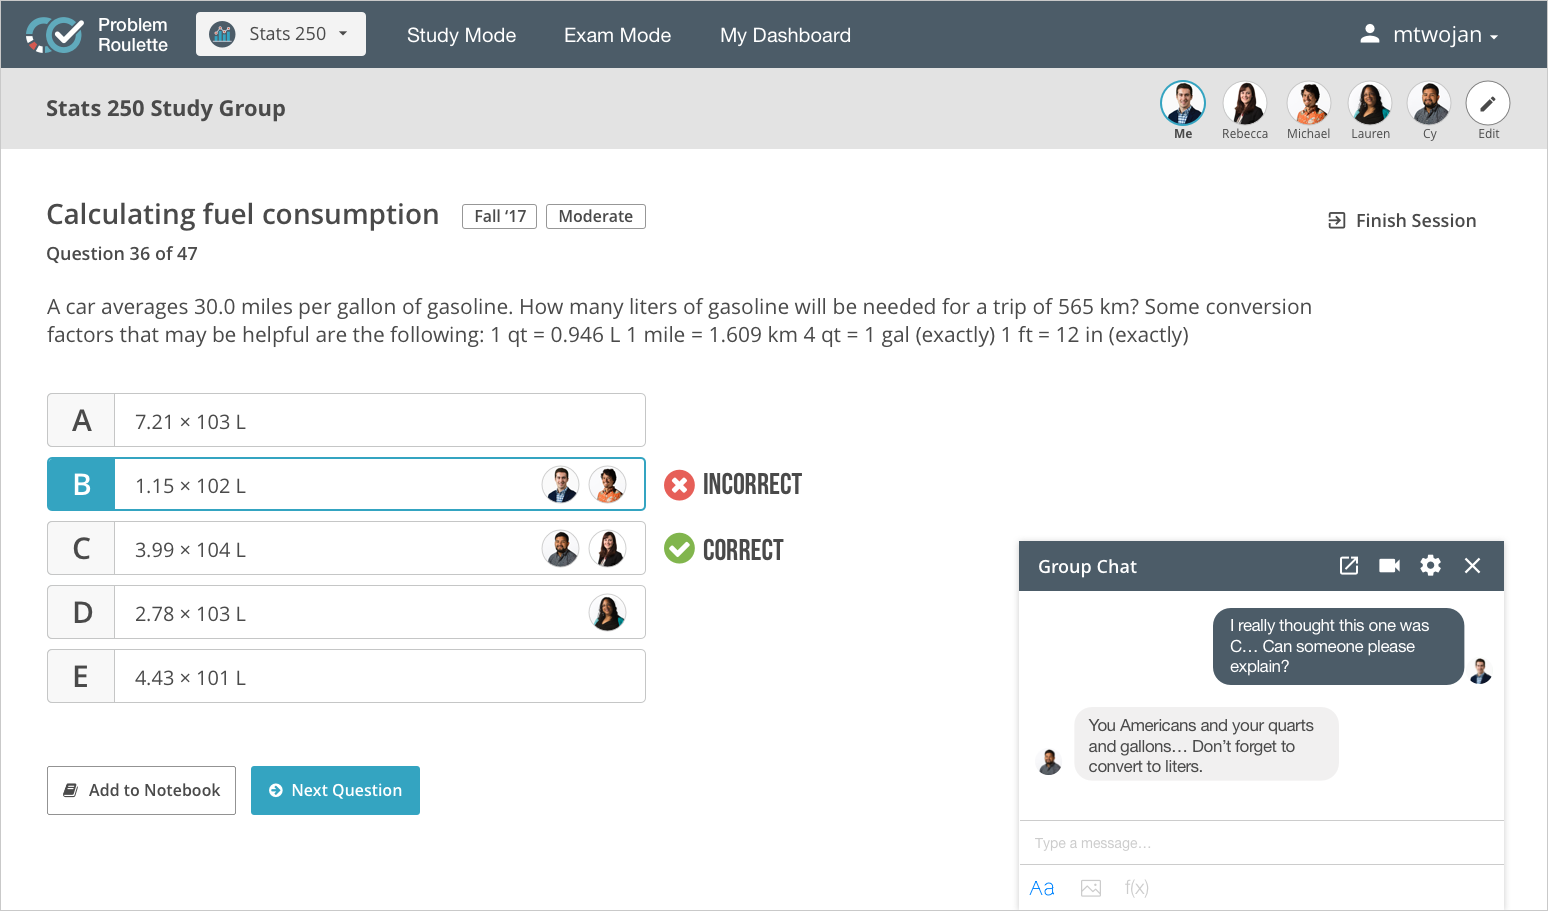 Problem
Roulette
Stats 250
Study Mode
Exam Mode
My Dashboard
mtwojan
Stats 250 Study Group
Me
Rebecca
Michael
Lauren
Cy
Edit
Calculating fuel consumption
Fall ‘17
Moderate
Finish Session
Question 36 of 47
A car averages 30.0 miles per gallon of gasoline. How many liters of gasoline will be needed for a trip of 565 km? Some conversion
factors that may be helpful are the following: 1 qt = 0.946 L 1 mile = 1.609 km 4 qt = 1 gal (exactly) 1 ft = 12 in (exactly)
A
7.21 × 103 L
B
1.15 × 102 L
INCORRECT
C
3.99 × 104 L
CORRECT
D
2.78 × 103 L
E
4.43 × 101 L
Add to Notebook
Next Question
Group Chat
I really thought this one was
C… Can someone please
explain?
You Americans and your quarts
and gallons… Don’t forget to
convert to liters.
Type a message…
Aa
f(x)